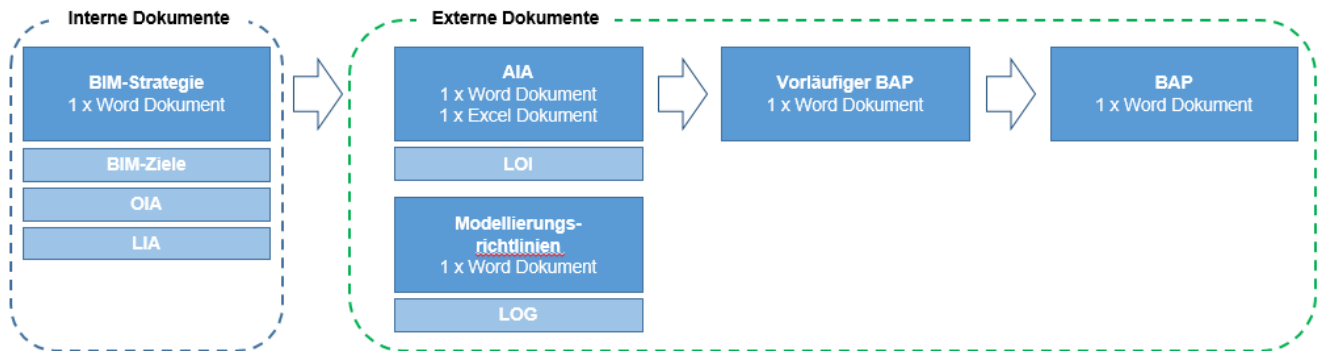 Interne Dokumente
BIM-Strategie
1 x Word Dokument
BIM-Ziele
OIA
LIA
Externe Dokumente
AIA
1 x Word Dokument
1 x Excel Dokument
LOI
Modellierungs-
richtlinien
1 x Word Dokument
LOG
Vorläufiger BAP
1 x Word Dokument
BAP
1 x Word Dokument